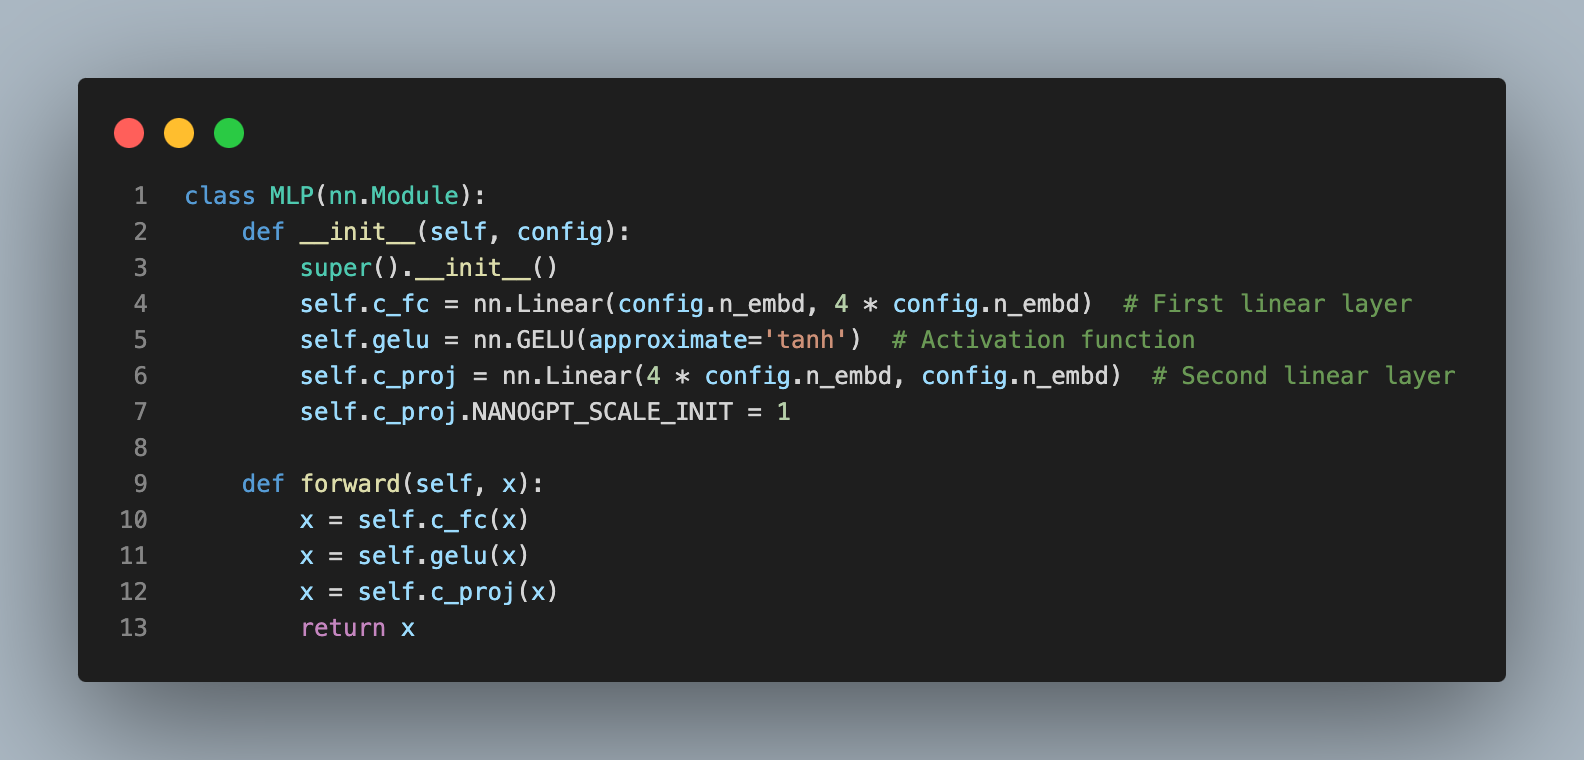 1 class MLP(nn.Module):
2     def __init__(self, config):
3         super().__init__()
4         self.c_fc = nn.Linear(config.n_embd, 4 * config.n_embd)  # First linear layer
5         self.gelu = nn.GELU(approximate='tanh')  # Activation function
6         self.c_proj = nn.Linear(4 * config.n_embd, config.n_embd)  # Second linear layer
7         self.c_proj.NANOGPT_SCALE_INIT = 1
8
9     def forward(self, x):
10         x = self.c_fc(x)
11         x = self.gelu(x)
12         x = self.c_proj(x)
13         return x